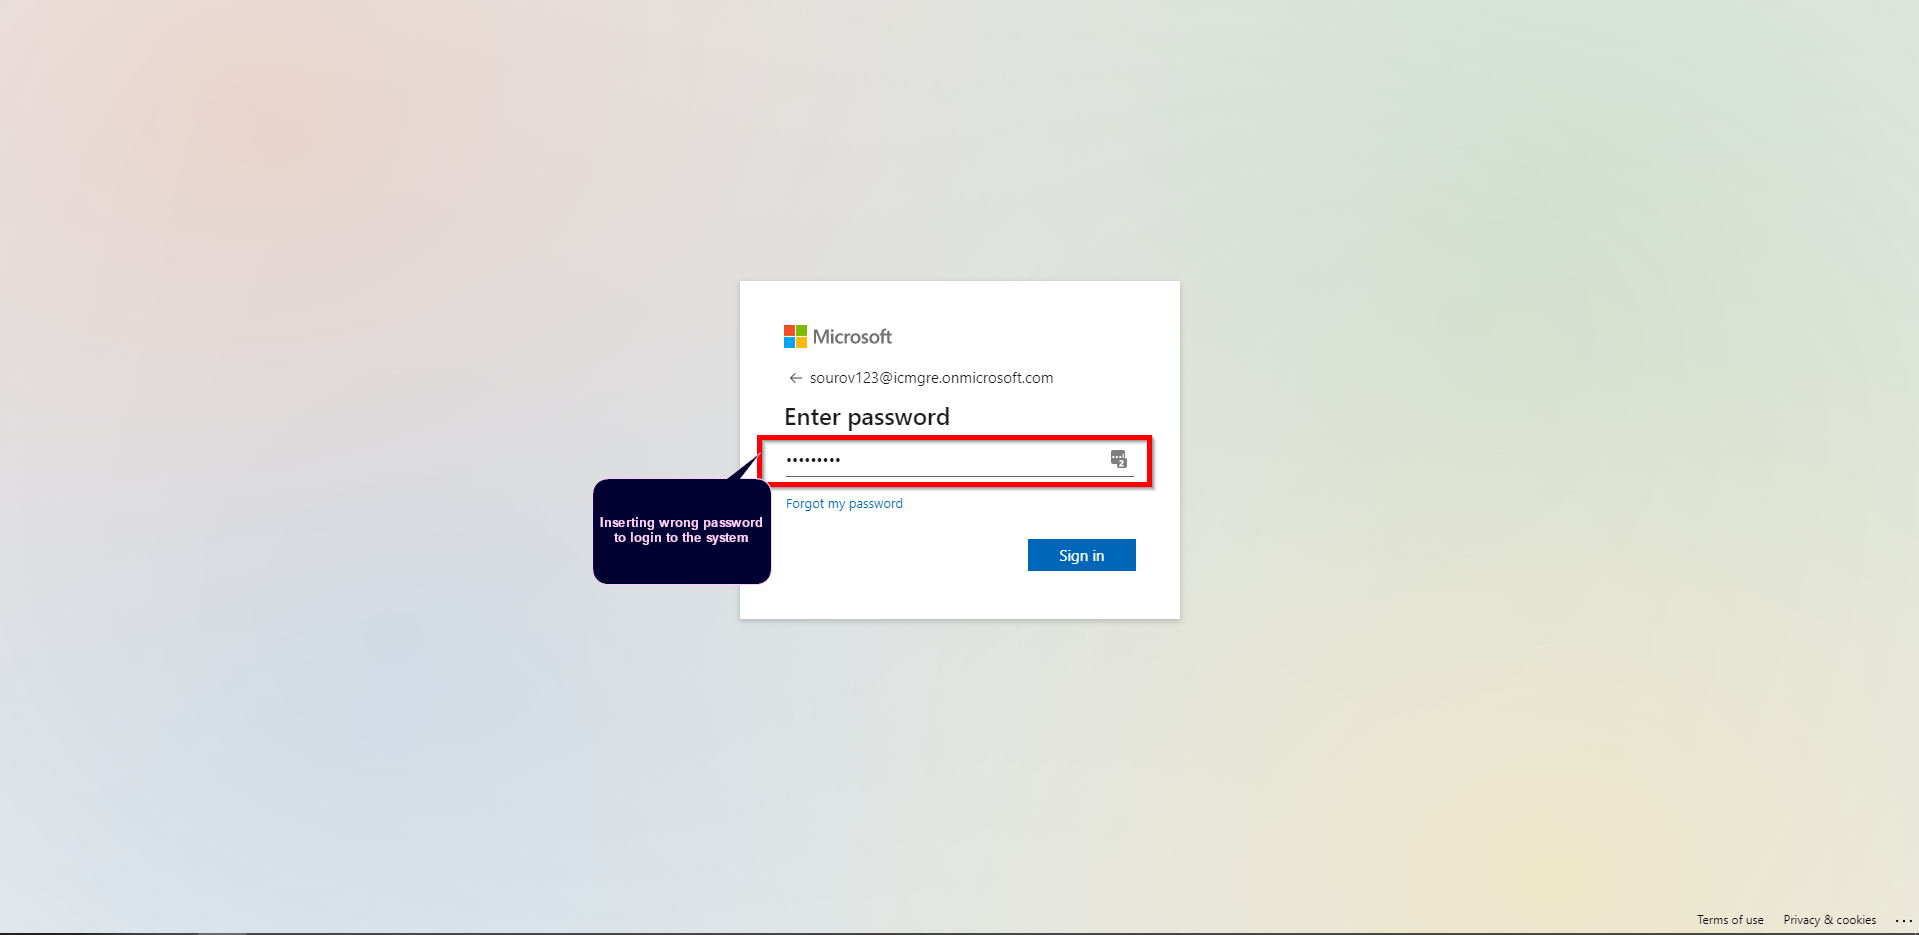 Microsoft
sourov123@icmgre.onmicrosoft.com
Enter password
•••••••••
Forgot my password
Inserting wrong password
to login to the system
Sign in
Terms of use Privacy & cookies ...